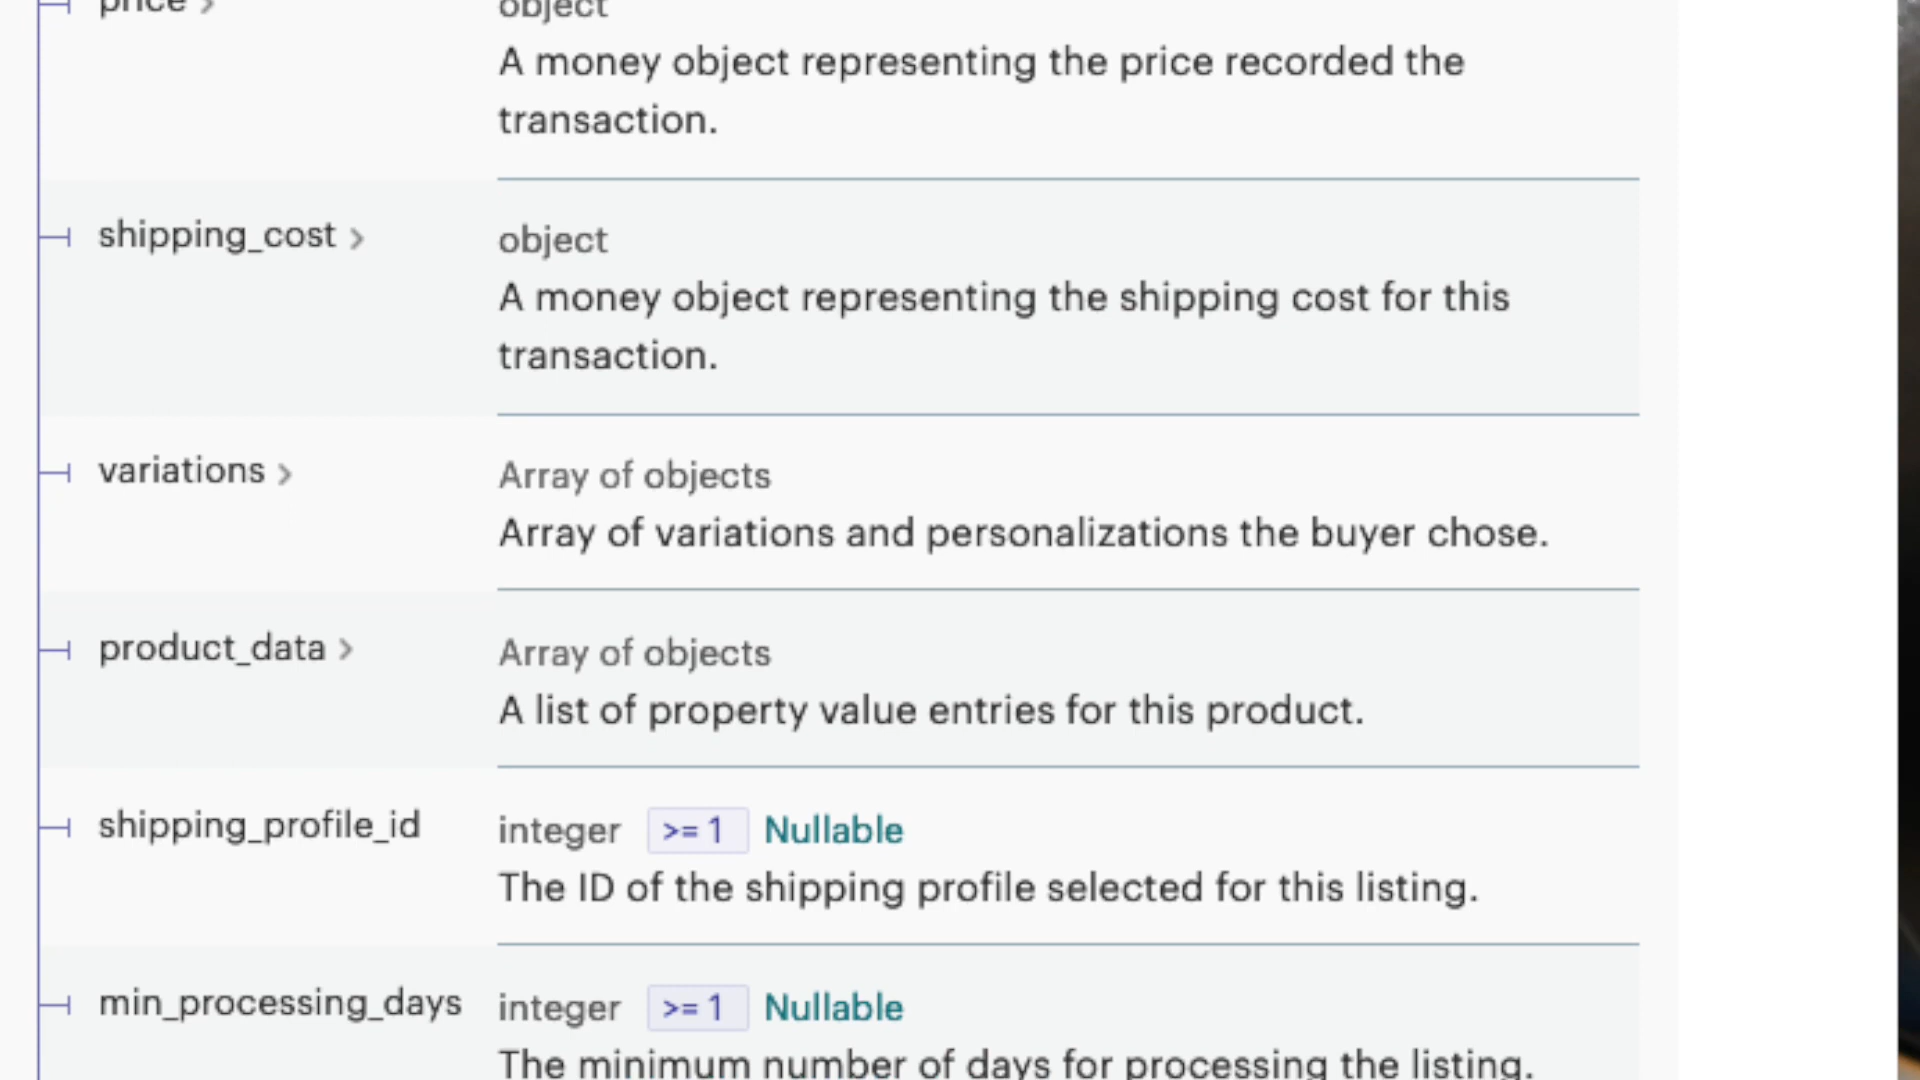 price >
object
A money object representing the price recorded the
transaction.
shipping_cost >
object
A money object representing the shipping cost for this
transaction.
variations >
Array of objects
Array of variations and personalizations the buyer chose.
product_data >
Array of objects
A list of property value entries for this product.
shipping_profile_id
integer >= 1 Nullable
The ID of the shipping profile selected for this listing.
min_processing_days
integer >= 1 Nullable
The minimum number of days for processing the listing.